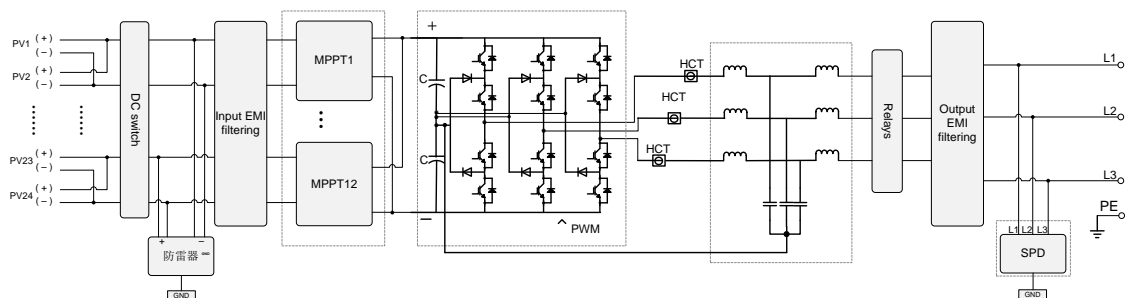 PV1 (+)
(−)
PV2 (+)
(−)
PV23 (+)
(−)
PV24 (+)
(−)
DC switch
+ −
防雷器
GND
Input EMI
filtering
MPPT1
MPPT12
+
C
C
−
^ PWM
HCT
HCT
HCT
Relays
Output
EMI
filtering
L1
L2
L3
PE
L1 L2 L3
SPD
GND